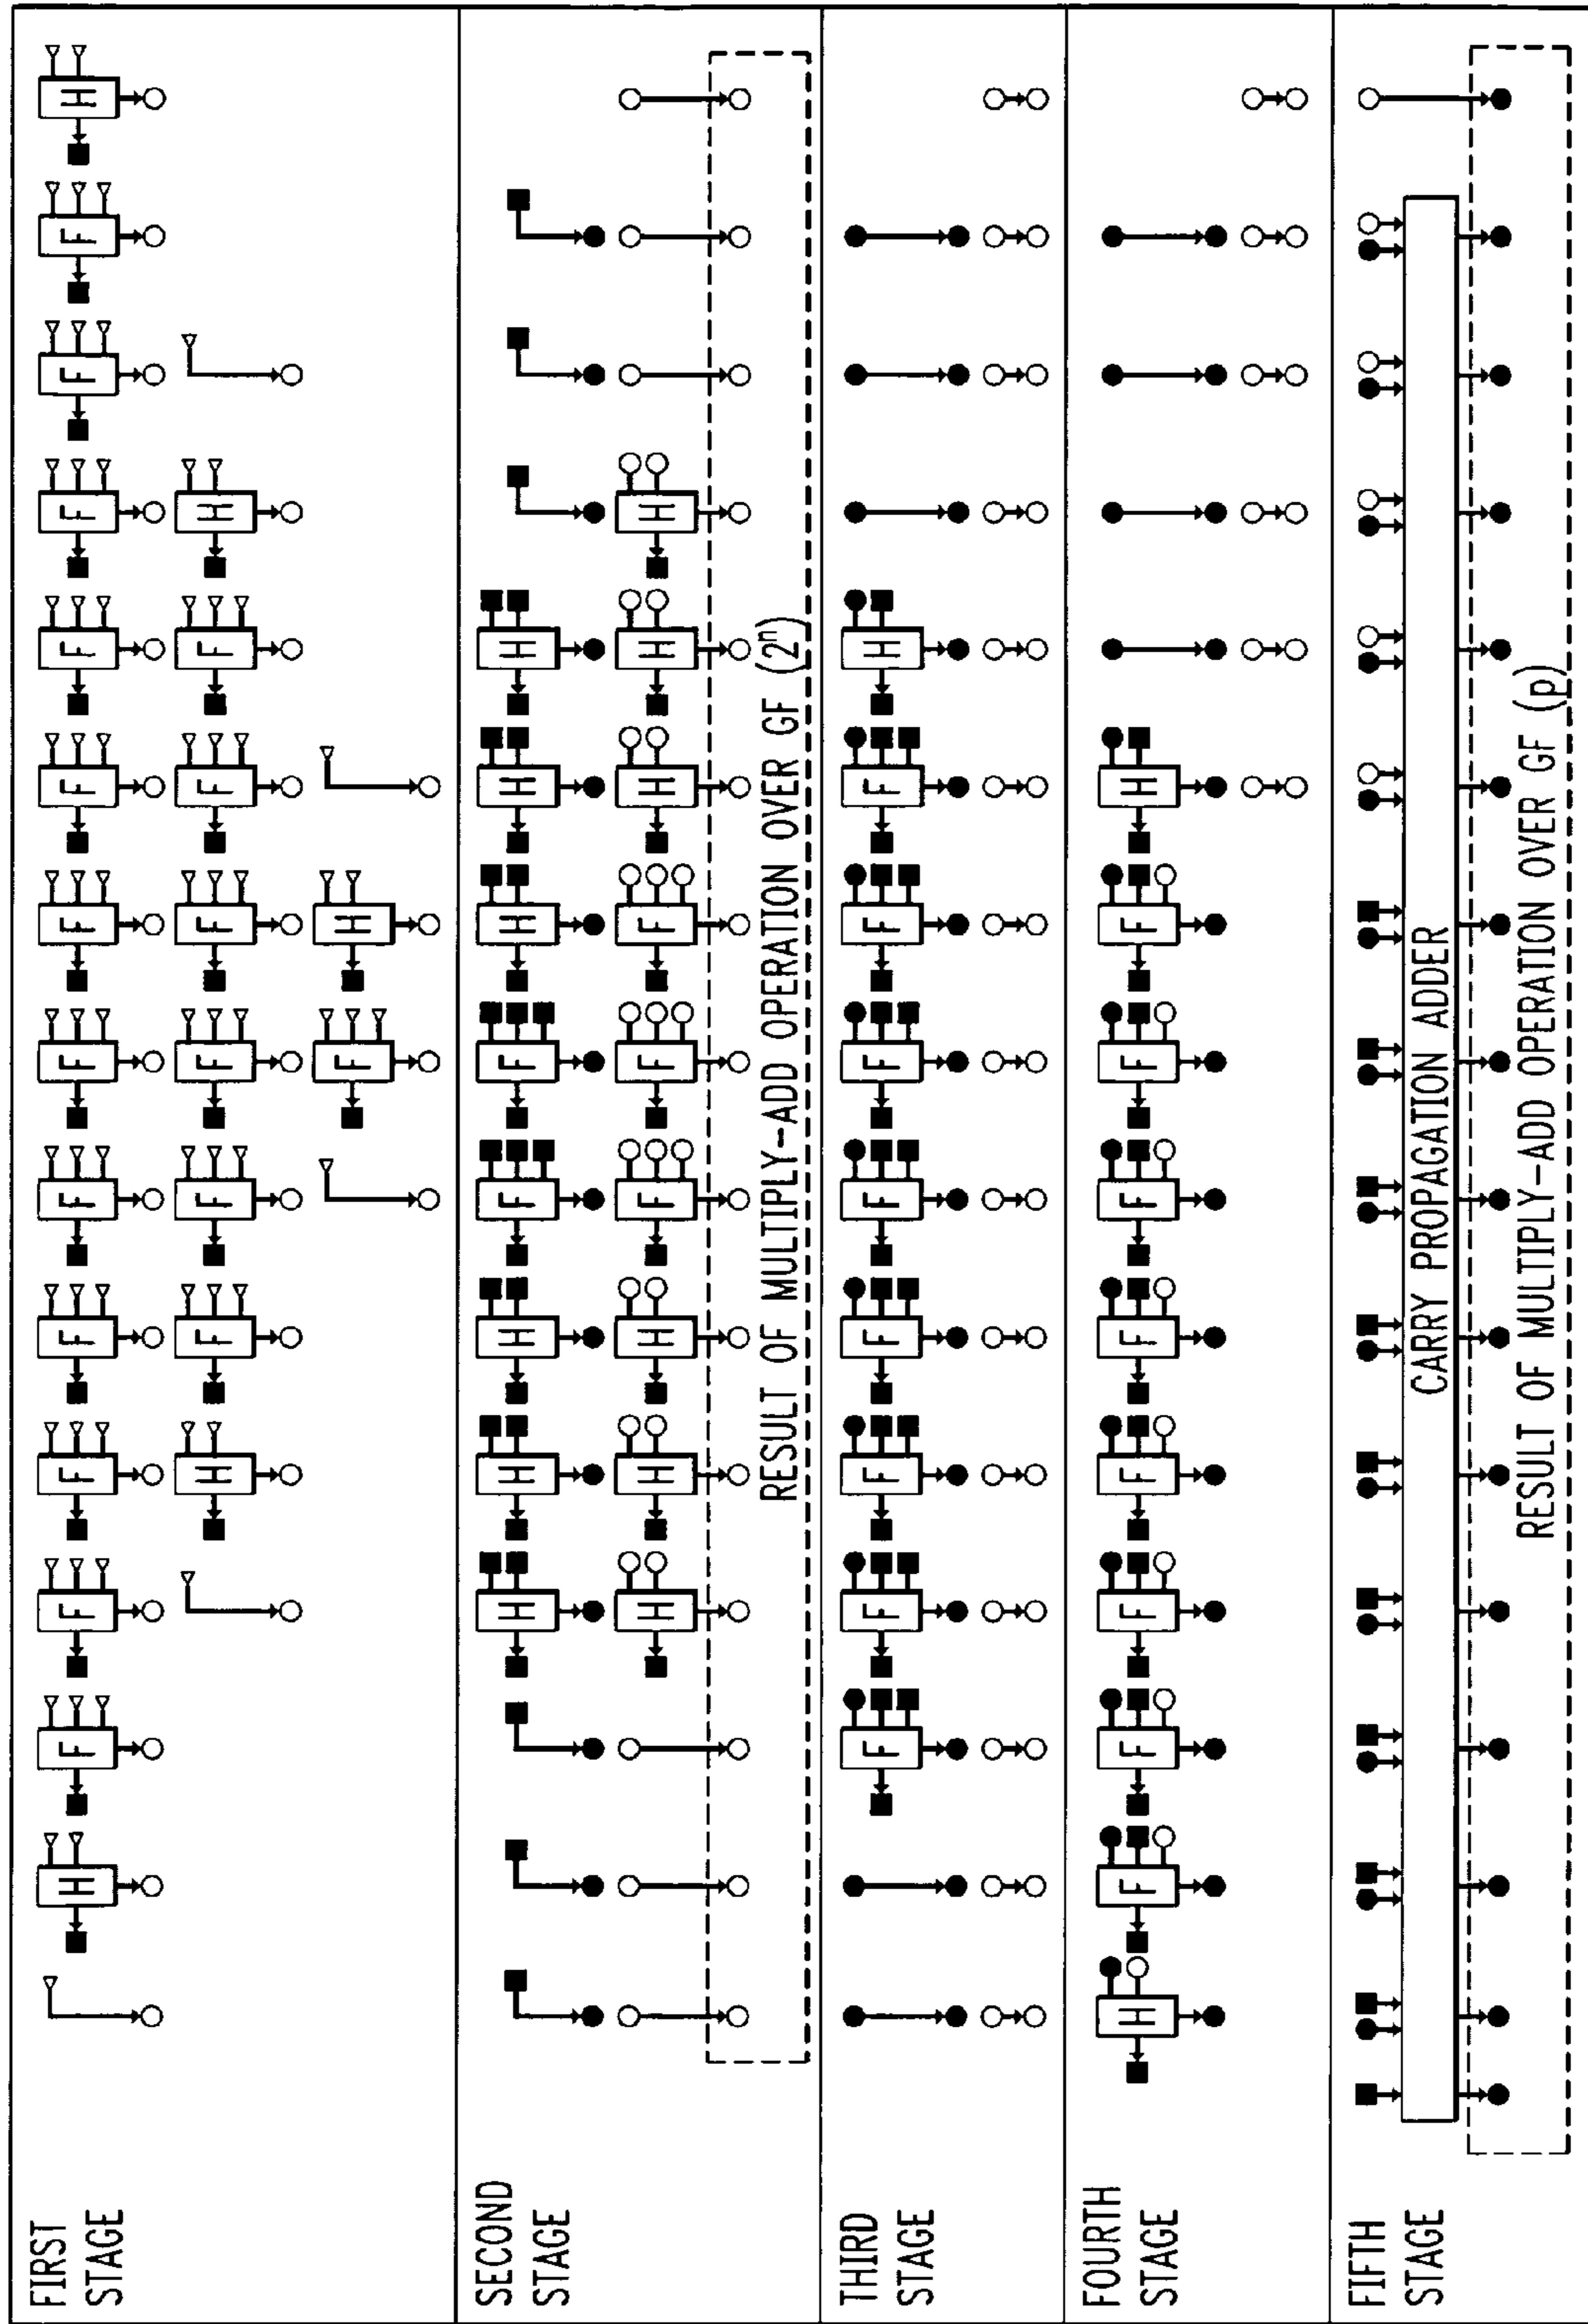 FIRST
STAGE
H F F F F F F F F F F F F H
H F F F F F F H
F H
SECOND
STAGE
H H H F F H H H
H H H F F F H H H
RESULT OF MULTIPLY-ADD OPERATION OVER GF (2ⁿ)
THIRD
STAGE
F F F F F F F F H
FOURTH
STAGE
H F F F F F F F F H
FIFTH
STAGE
CARRY PROPAGATION ADDER
RESULT OF MULTIPLY-ADD OPERATION OVER GF (p)